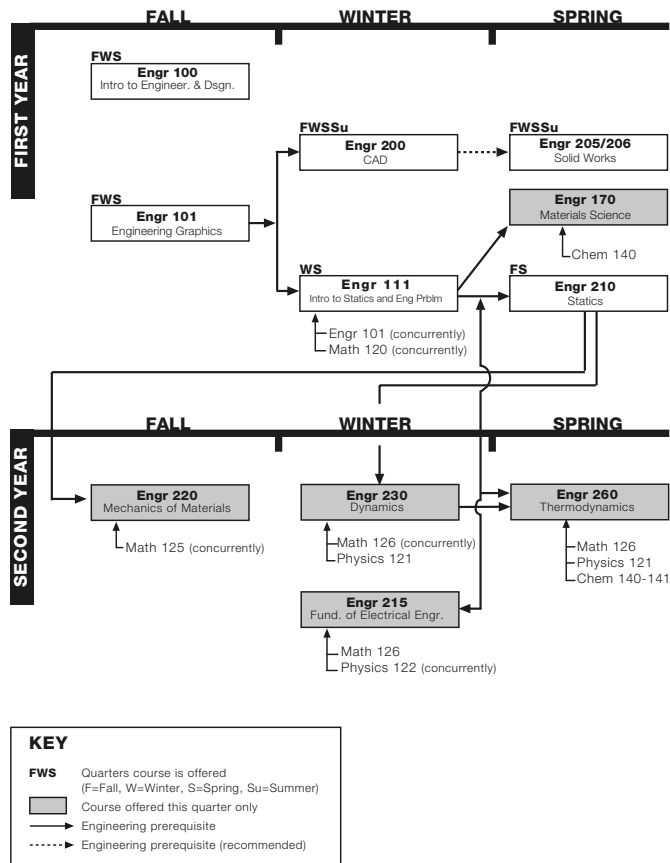 FALL
WINTER
SPRING
FIRST YEAR
FWS
Engr 100
Intro to Engineer. & Dsgn.
FWSSu
Engr 200
CAD
FWSSu
Engr 205/206
Solid Works
FWS
Engr 101
Engineering Graphics
Engr 170
Materials Science
Chem 140
WS
Engr 111
Intro to Statics and Eng Prblm
FS
Engr 210
Statics
Engr 101 (concurrently)
Math 120 (concurrently)
FALL
WINTER
SPRING
SECOND YEAR
Engr 220
Mechanics of Materials
Math 125 (concurrently)
Engr 230
Dynamics
Math 126 (concurrently)
Physics 121
Engr 260
Thermodynamics
Math 126
Physics 121
Chem 140-141
Engr 215
Fund. of Electrical Engr.
Math 126
Physics 122 (concurrently)
KEY
FWS Quarters course is offered
(F=Fall, W=Winter, S=Spring, Su=Summer)
Course offered this quarter only
Engineering prerequisite
Engineering prerequisite (recommended)